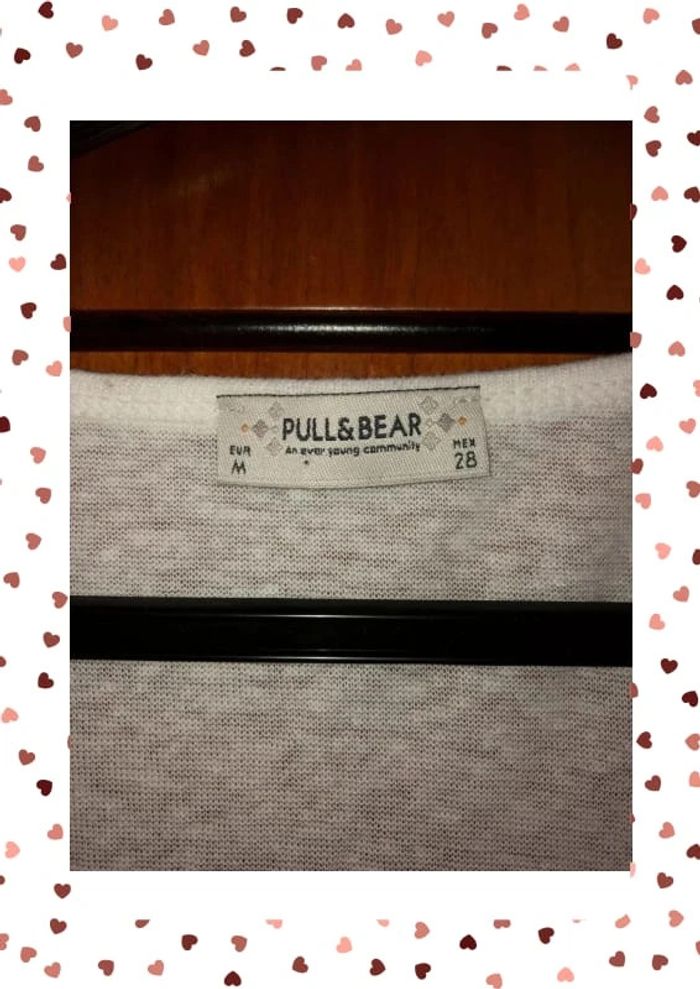 PULL&BEAR
An ever young community
EUR
M
MEX
28